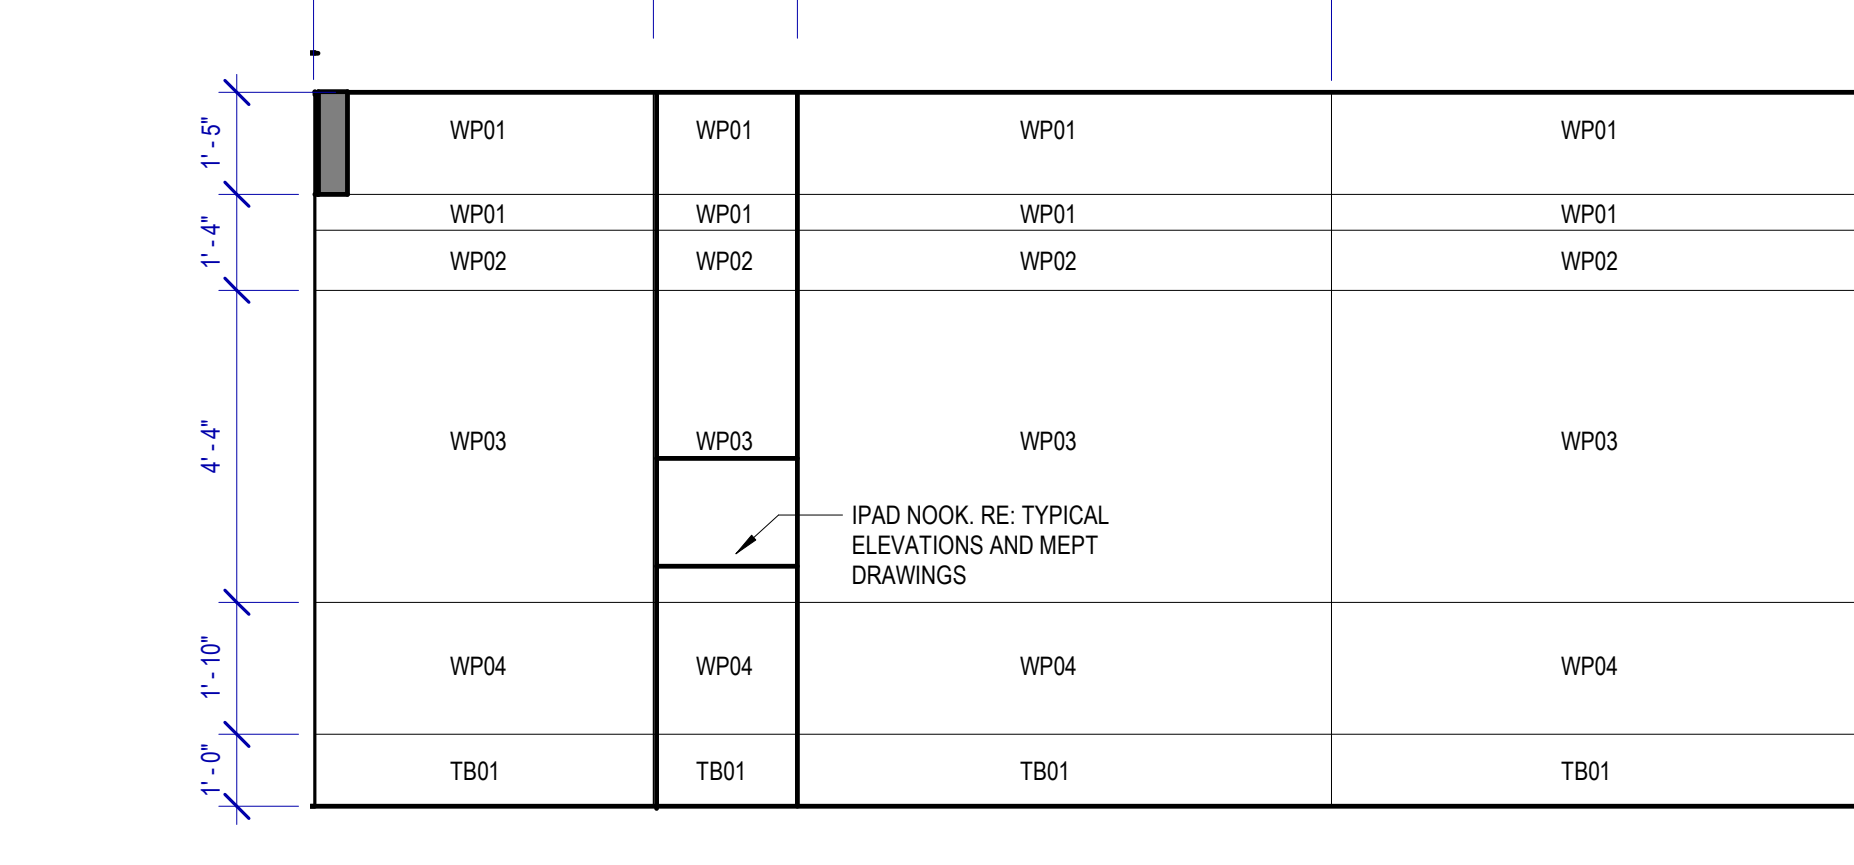 1' - 5"
WP01 WP01 WP01 WP01
1' - 4"
WP01 WP01 WP01 WP01
WP02 WP02 WP02 WP02
4' - 4"
WP03 WP03 WP03 WP03
IPAD NOOK. RE: TYPICAL
ELEVATIONS AND MEPT
DRAWINGS
1' - 10"
WP04 WP04 WP04 WP04
1' - 0"
TB01 TB01 TB01 TB01